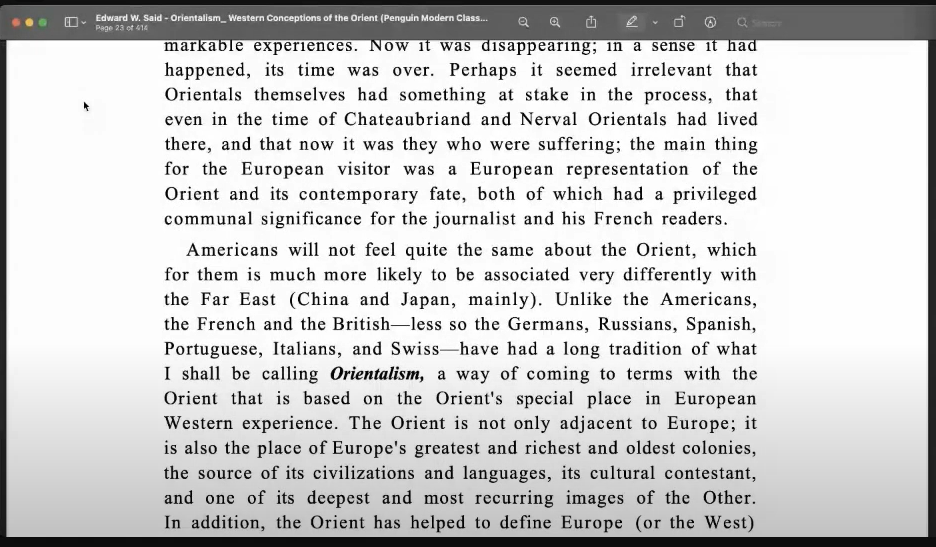 Edward W. Said - Orientalism_ Western Conceptions of the Orient (Penguin Modern Class...
Page 23 of 414
markable experiences. Now it was disappearing; in a sense it had
happened, its time was over. Perhaps it seemed irrelevant that
Orientals themselves had something at stake in the process, that
even in the time of Chateaubriand and Nerval Orientals had lived
there, and that now it was they who were suffering; the main thing
for the European visitor was a European representation of the
Orient and its contemporary fate, both of which had a privileged
communal significance for the journalist and his French readers.
Americans will not feel quite the same about the Orient, which
for them is much more likely to be associated very differently with
the Far East (China and Japan, mainly). Unlike the Americans,
the French and the British—less so the Germans, Russians, Spanish,
Portuguese, Italians, and Swiss—have had a long tradition of what
I shall be calling Orientalism, a way of coming to terms with the
Orient that is based on the Orient's special place in European
Western experience. The Orient is not only adjacent to Europe; it
is also the place of Europe's greatest and richest and oldest colonies,
the source of its civilizations and languages, its cultural contestant,
and one of its deepest and most recurring images of the Other.
In addition, the Orient has helped to define Europe (or the West)